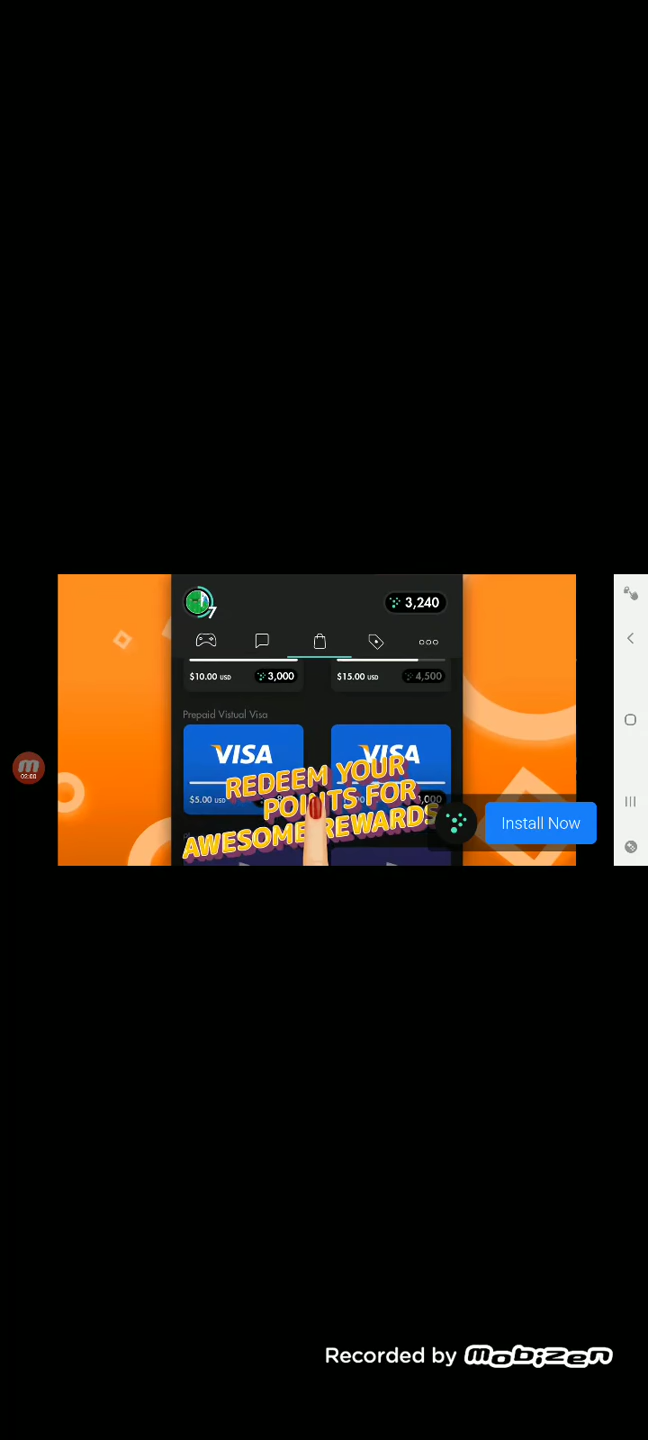 7
3,240
$10.00 USD
3,000
$15.00 USD
4,500
Prepaid Vistual Visa
VISA
VISA
REDEEM YOUR
POINTS FOR
AWESOME REWARDS
$5.00 USD
Install Now
Recorded by mobizen